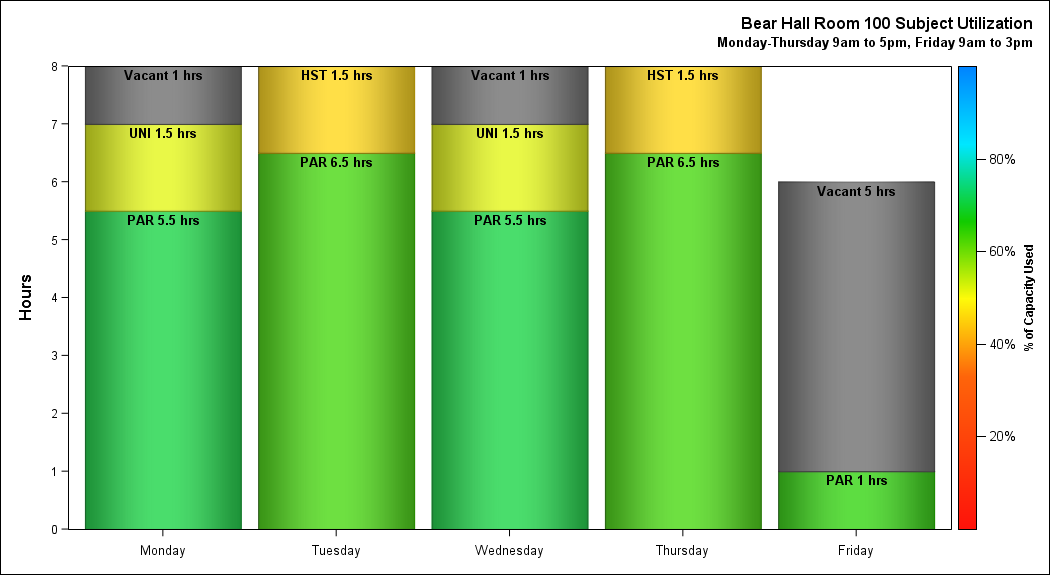 Bear Hall Room 100 Subject Utilization
Monday-Thursday 9am to 5pm, Friday 9am to 3pm
Hours
8
7
6
5
4
3
2
1
0
Vacant 1 hrs
UNI 1.5 hrs
PAR 5.5 hrs
HST 1.5 hrs
PAR 6.5 hrs
Vacant 1 hrs
UNI 1.5 hrs
PAR 5.5 hrs
HST 1.5 hrs
PAR 6.5 hrs
Vacant 5 hrs
PAR 1 hrs
Monday
Tuesday
Wednesday
Thursday
Friday
80%
60%
40%
20%
% of Capacity Used